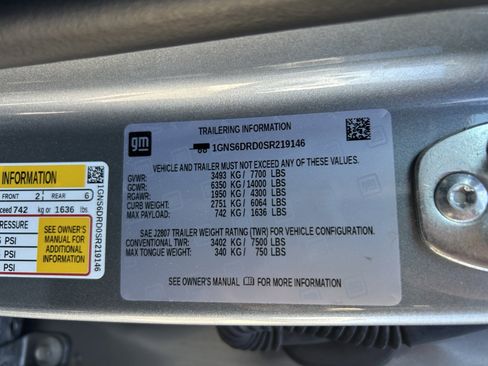 gm
TRAILERING INFORMATION
1GNS6DRD0SR219146
VEHICLE AND TRAILER MUST NOT EXCEED ANY OF THESE VALUES.
GVWR: 3493 KG/ 7700 LBS
GCWR: 6350 KG/ 14000 LBS
RGAWR: 1950 KG/ 4300 LBS
CURB WEIGHT: 2751 KG/ 6064 LBS
MAX PAYLOAD: 742 KG/ 1636 LBS
SAE J2807 TRAILER WEIGHT RATING (TWR) FOR VEHICLE CONFIGURATION.
CONVENTIONAL TWR: 3402 KG/ 7500 LBS
MAX TONGUE WEIGHT: 340 KG/ 750 LBS
SEE OWNER'S MANUAL FOR MORE INFORMATION
INFORMATION
FRONT 2 REAR 6
xceed 742 kg or 1636 lbs
PRESSURE
PSI
PSI
PSI
SEE OWNER'S
MANUAL FOR
ADDITIONAL
INFORMATION
1GNS6DRD0SR219146